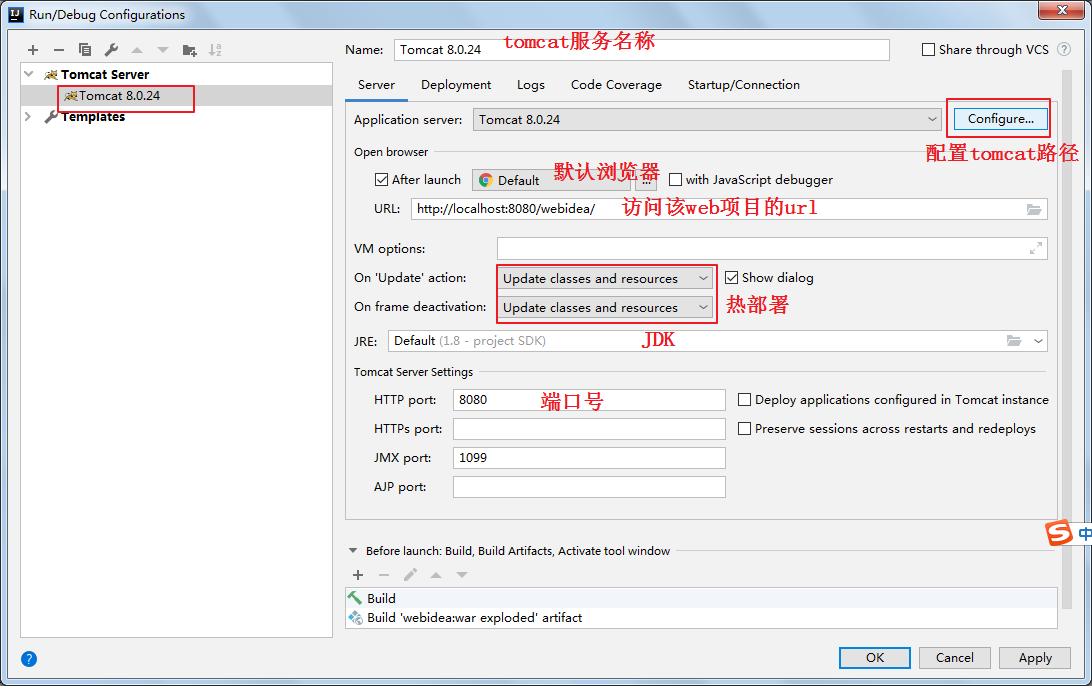 Run/Debug Configurations
Name: Tomcat 8.0.24 tomcat服务名称 Share through VCS ?
Tomcat Server
Tomcat 8.0.24
Templates
Server Deployment Logs Code Coverage Startup/Connection
Application server: Tomcat 8.0.24 Configure...
配置tomcat路径
Open browser
After launch Default 默认浏览器 ... with JavaScript debugger
URL: http://localhost:8080/webidea/ 访问该web项目的url
VM options:
On 'Update' action: Update classes and resources Show dialog
On frame deactivation: Update classes and resources 热部署
JRE: Default (1.8 - project SDK) JDK
Tomcat Server Settings
HTTP port: 8080 端口号 Deploy applications configured in Tomcat instance
HTTPs port: Preserve sessions across restarts and redeploys
JMX port: 1099
AJP port:
S 中
Before launch: Build, Build Artifacts, Activate tool window
Build
Build 'webidea:war exploded' artifact
? OK Cancel Apply